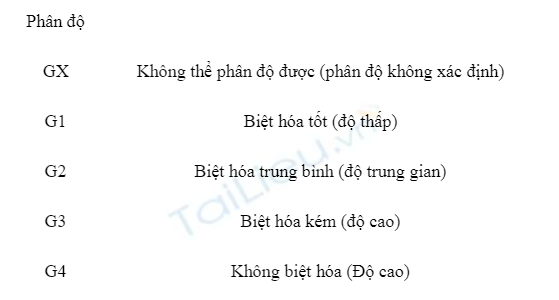 Phân độ
GX Không thể phân độ được (phân độ không xác định)
G1 Biệt hóa tốt (độ thấp)
G2 Biệt hóa trung bình (độ trung gian)
G3 Biệt hóa kém (độ cao)
G4 Không biệt hóa (Độ cao)
TaiLieu.vn